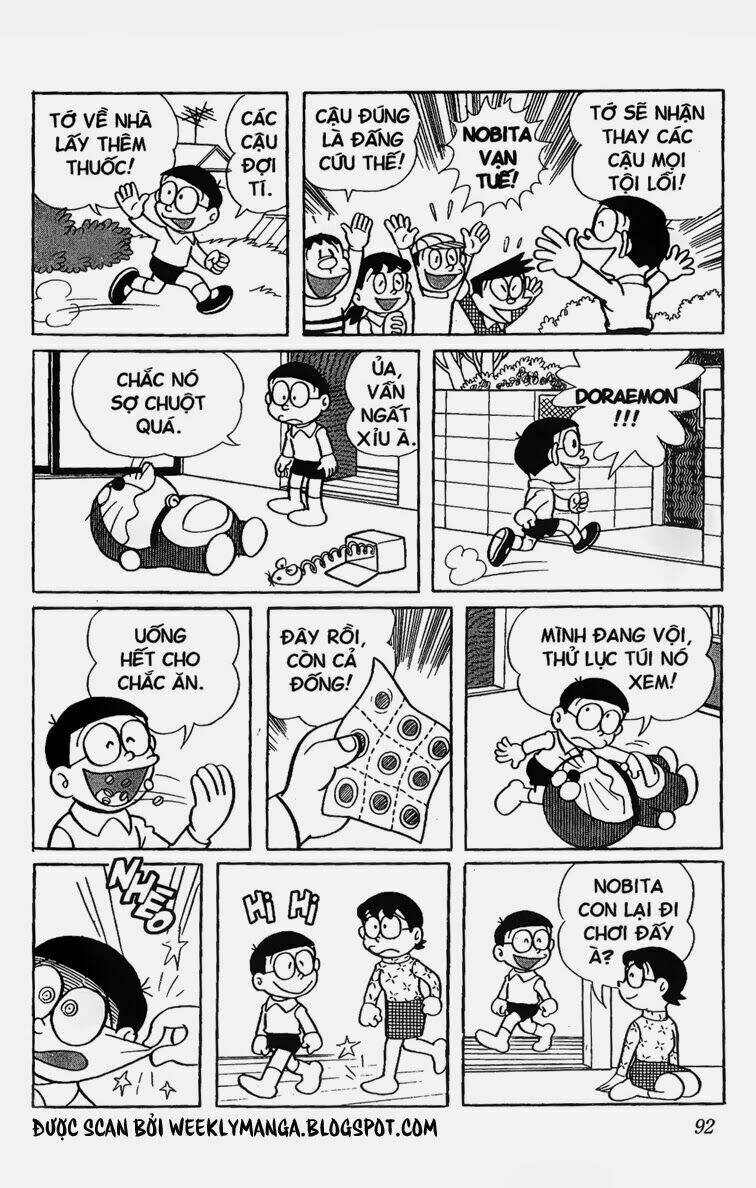 TỚ SẼ NHẬN
THAY CÁC
CẬU MỌI
TỘI LỖI!
NOBITA
VẠN
TUẾ!
CẬU ĐÚNG
LÀ ĐẤNG
CỨU THẾ!
CÁC
CẬU
ĐỢI
TÍ.
TỚ VỀ NHÀ
LẤY THÊM
THUỐC!
DORAEMON
!!!
ỦA,
VẪN
NGẤT
XỈU À.
CHẮC NÓ
SỢ CHUỘT
QUÁ.
MÌNH ĐANG VỘI,
THỬ LỤC TÚI NÓ
XEM!
ĐÂY RỒI,
CÒN CẢ
ĐỐNG!
UỐNG
HẾT CHO
CHẮC ĂN.
NOBITA
CON LẠI ĐI
CHƠI ĐẤY
À?
HI HI
NHÉO
ĐƯỢC SCAN BỞI WEEKLYMANGA.BLOGSPOT.COM
92